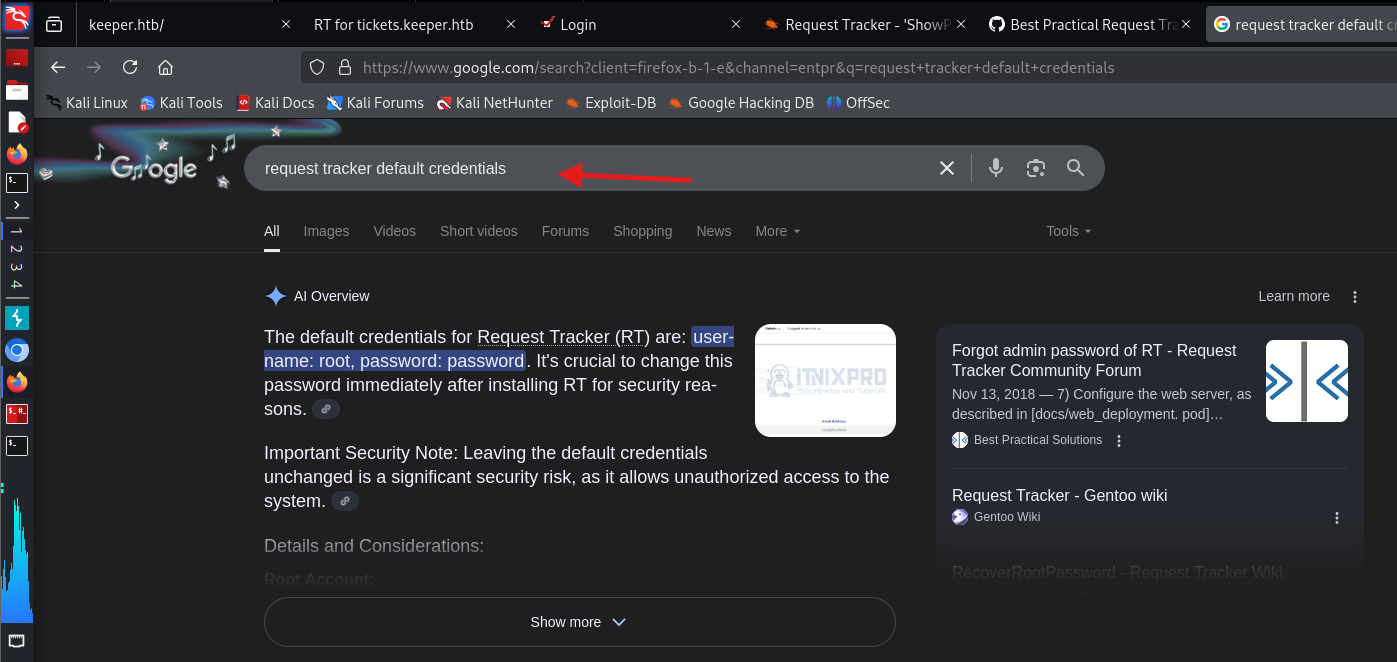 keeper.htb/
RT for tickets.keeper.htb
Login
Request Tracker - 'ShowP
Best Practical Request Tra
request tracker default c
https://www.google.com/search?client=firefox-b-1-e&channel=entpr&q=request+tracker+default+credentials
Kali Linux
Kali Tools
Kali Docs
Kali Forums
Kali NetHunter
Exploit-DB
Google Hacking DB
OffSec
1
2
3
4
Google
request tracker default credentials
All
Images
Videos
Short videos
Forums
Shopping
News
More
Tools
AI Overview
Learn more
The default credentials for Request Tracker (RT) are: user-
name: root, password: password. It's crucial to change this
password immediately after installing RT for security rea-
sons.
Important Security Note: Leaving the default credentials
unchanged is a significant security risk, as it allows unauthorized access to the
system.
Details and Considerations:
Root Account:
Show more
ITNIXPRO
Forgot admin password of RT - Request
Tracker Community Forum
Nov 13, 2018 — 7) Configure the web server, as
described in [docs/web_deployment. pod]…
Best Practical Solutions
Request Tracker - Gentoo wiki
Gentoo Wiki
RecoverRootPassword - Request Tracker Wiki